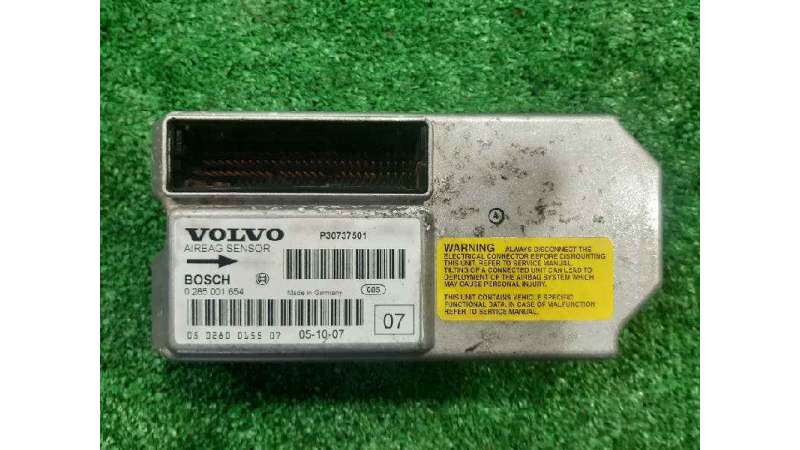 VOLVO
P30737501
AIRBAG SENSOR
BOSCH
0 285 001 654
Made in Germany
G05
05 0280 0155 07
05-10-07
07
A
WARNING ALWAYS DISCONNECT THE
ELECTRICAL CONNECTOR BEFORE DISMOUNTING
THIS UNIT. REFER TO SERVICE MANUAL.
TILTING OF A CONNECTED UNIT CAN LEAD TO
DEPLOYMENT OF THE AIRBAG SYSTEM WHICH
MAY CAUSE PERSONAL INJURY.
THIS UNIT CONTAINS VEHICLE SPECIFIC
FUNCTIONAL DATA. IN CASE OF MALFUNCTION
REFER TO SERVICE MANUAL.